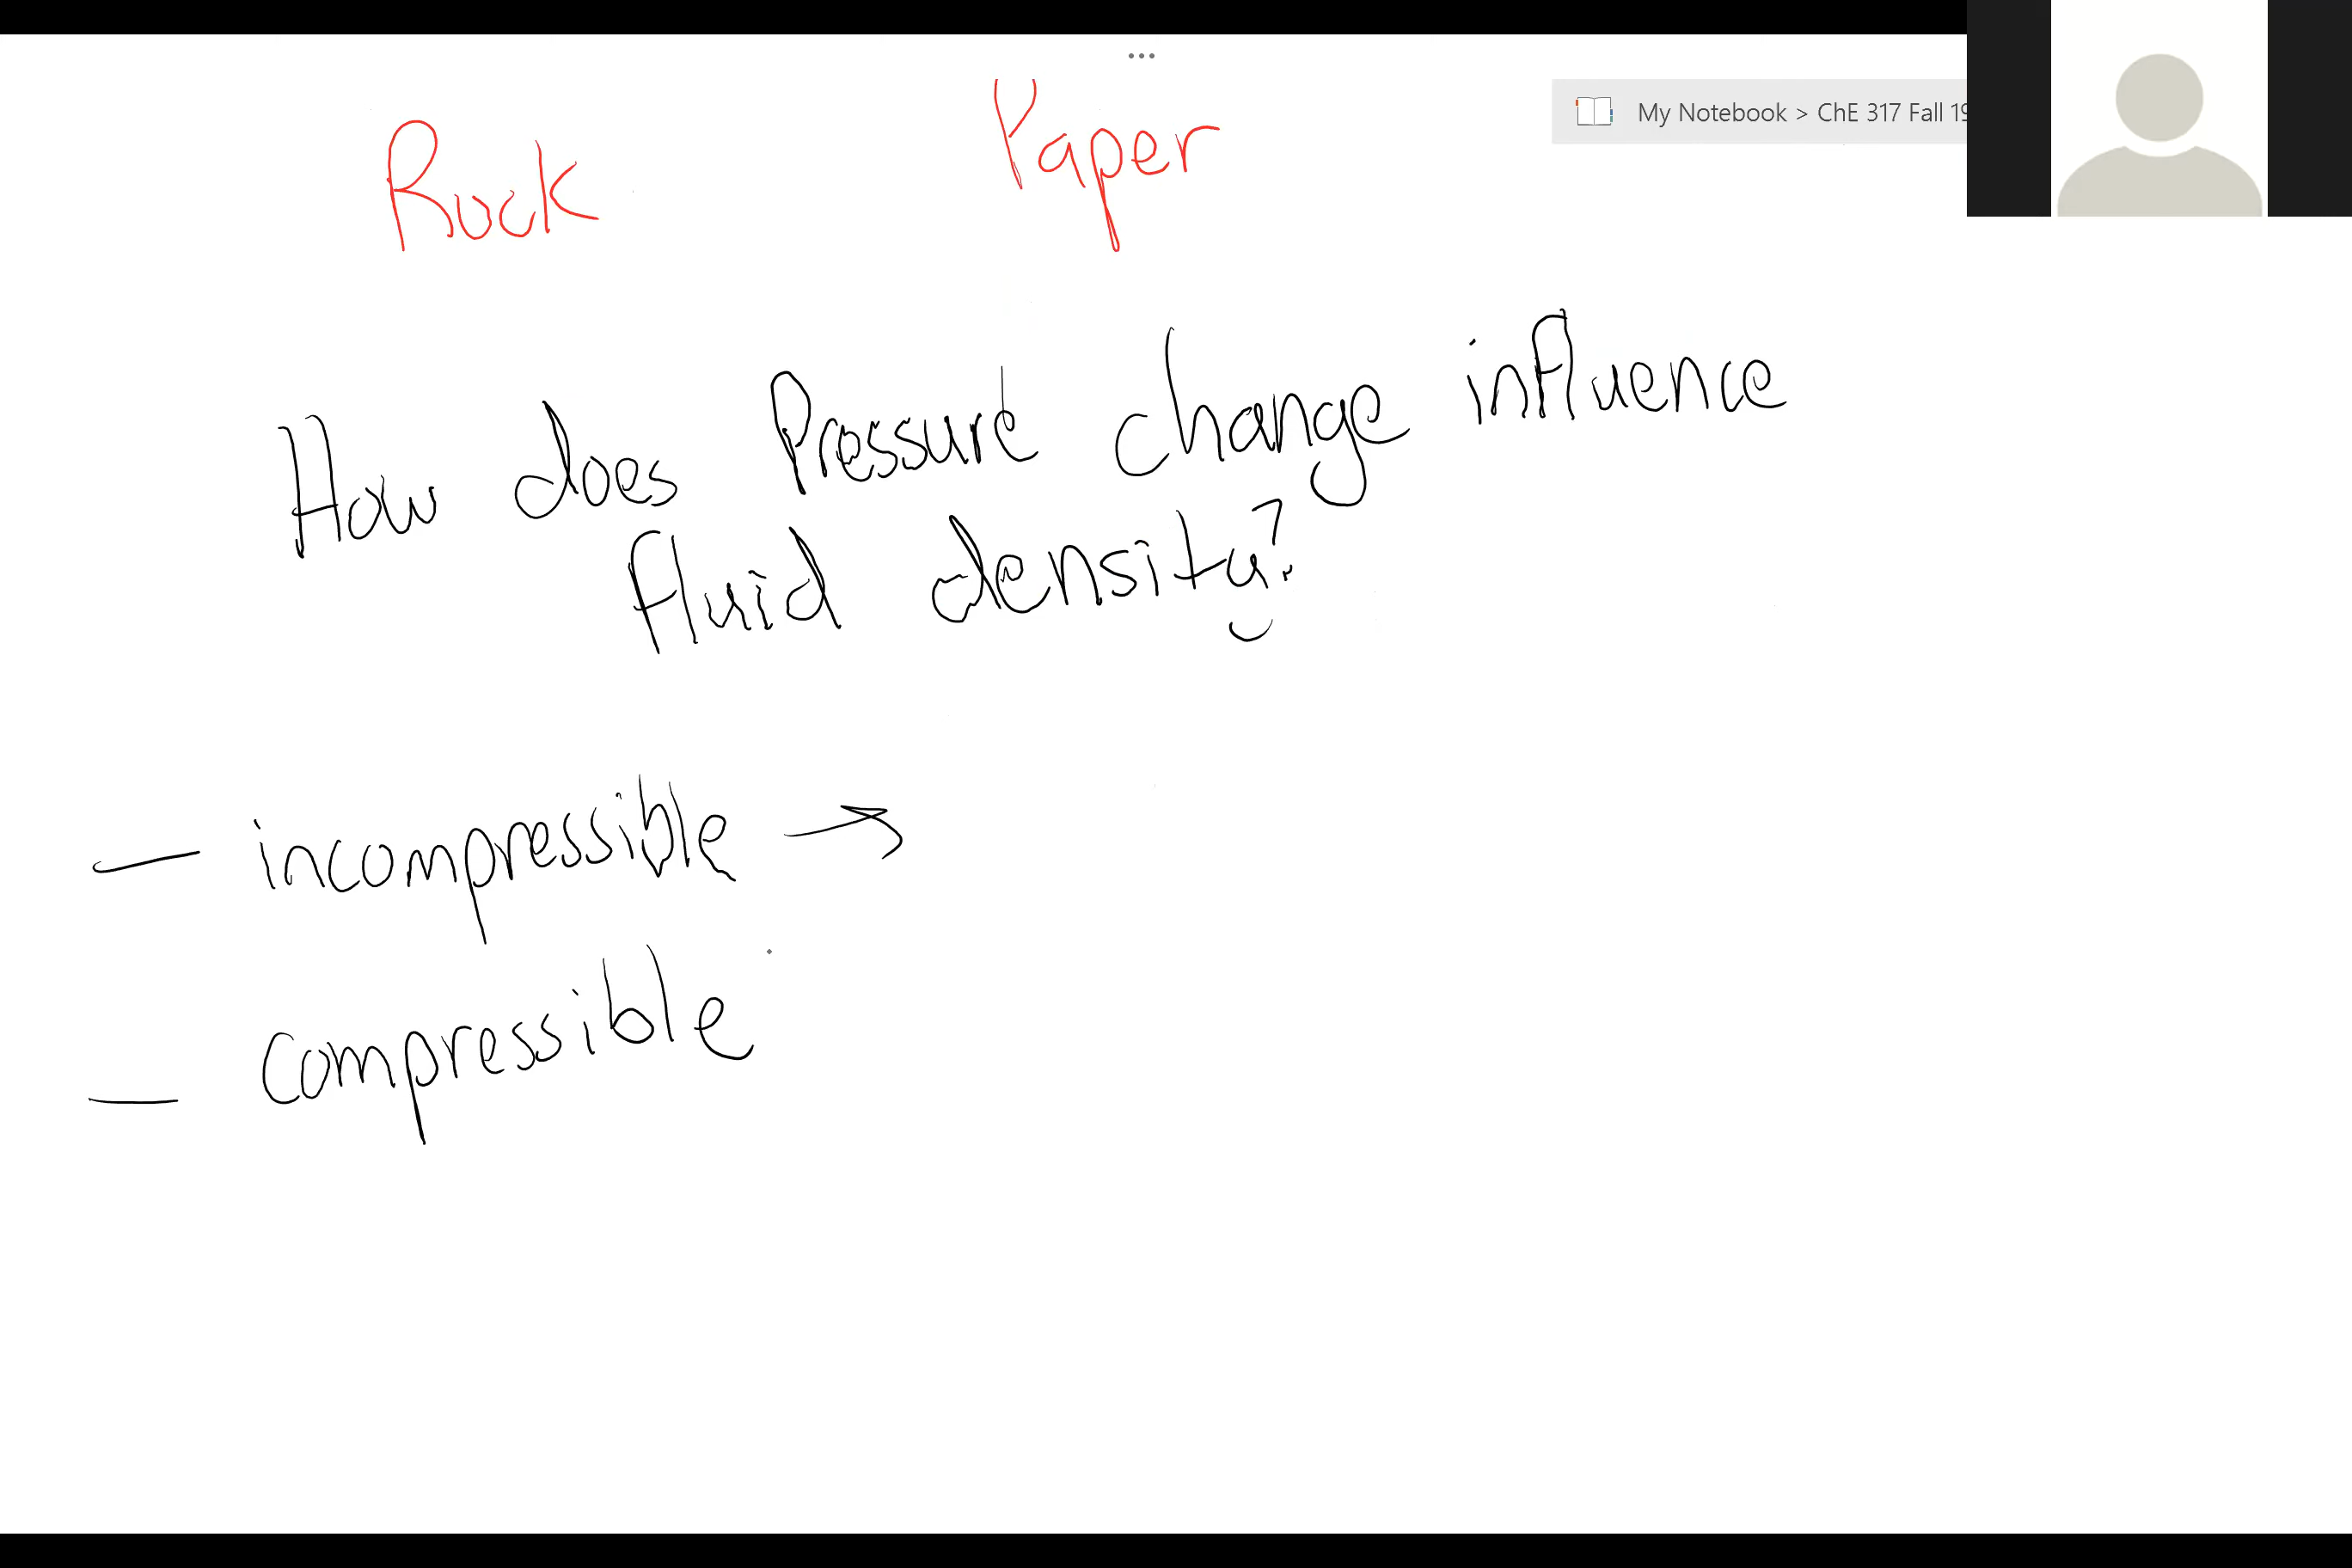 Rock Paper
My Notebook > ChE 317 Fall 19
How does Pressure change influence
fluid density?
— incompressible →
— compressible